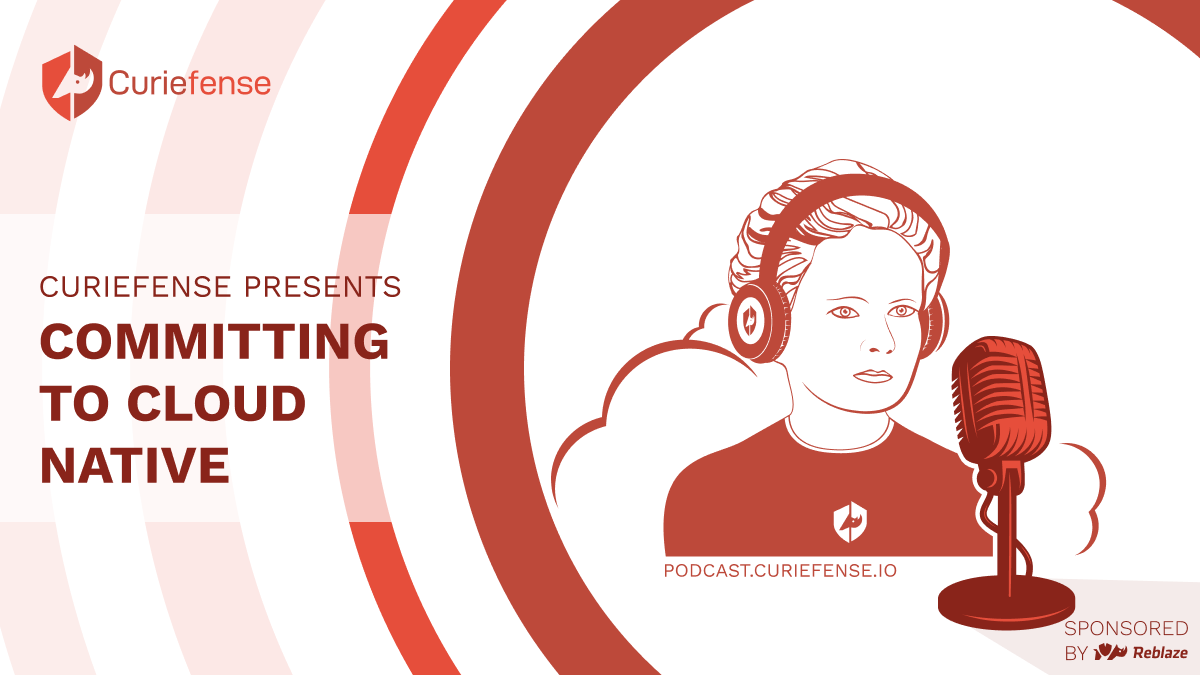 Curiefense
CURIEFENSE PRESENTS
COMMITTING
TO CLOUD
NATIVE
PODCAST.CURIEFENSE.IO
SPONSORED
BY Reblaze